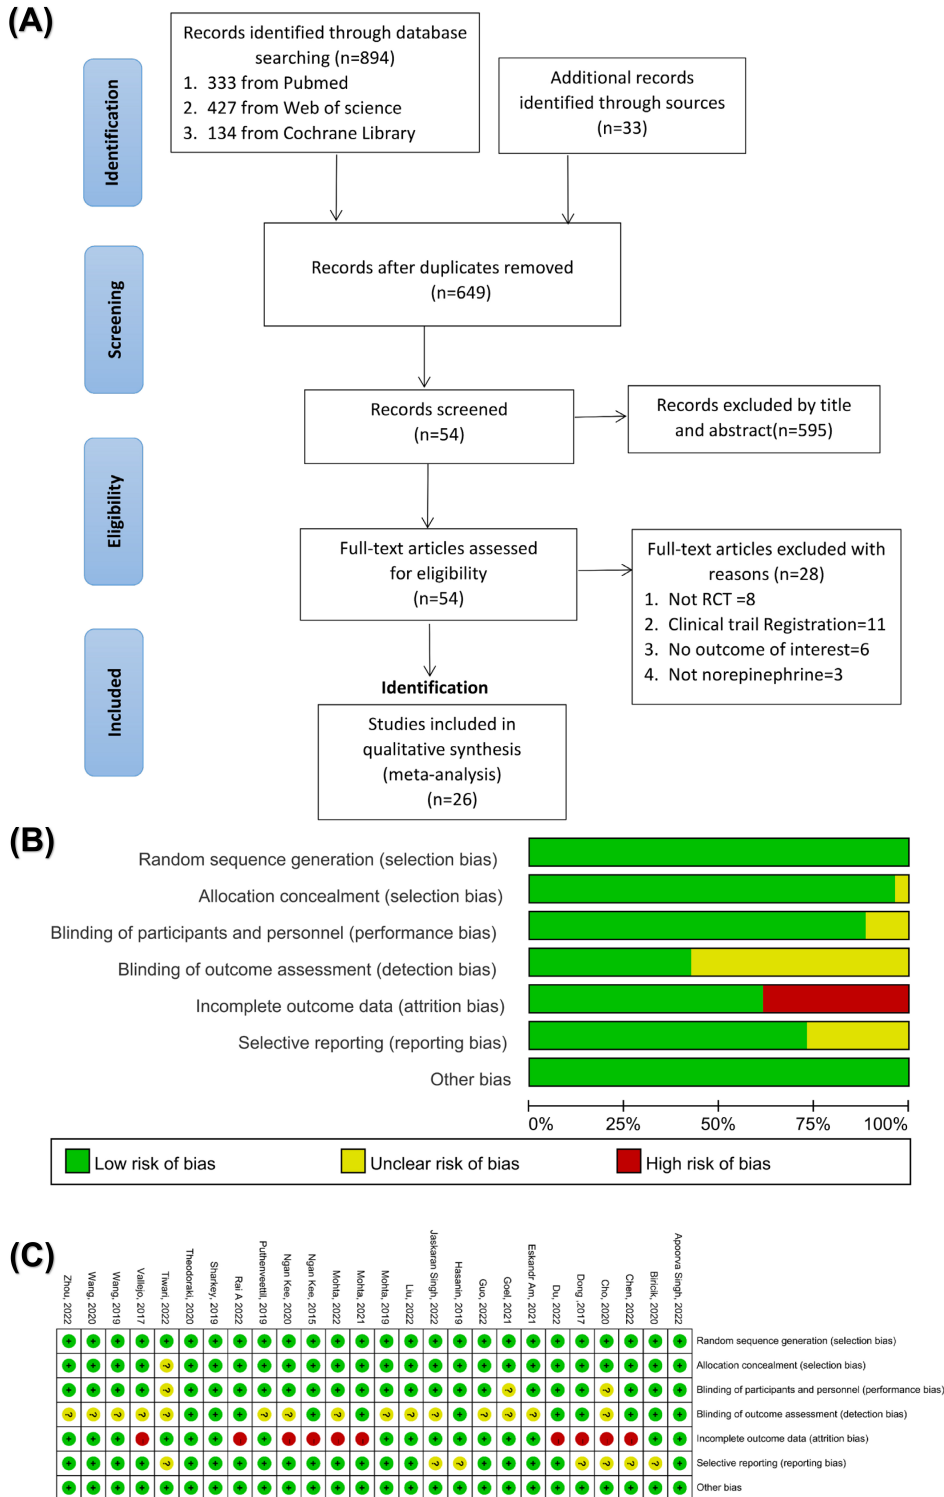 (A)
Identification
Records identified through database
searching (n=894)
1. 333 from Pubmed
2. 427 from Web of science
3. 134 from Cochrane Library
Additional records
identified through sources
(n=33)
Screening
Records after duplicates removed
(n=649)
Records screened
(n=54)
Records excluded by title
and abstract(n=595)
Eligibility
Full-text articles assessed
for eligibility
(n=54)
Full-text articles excluded with
reasons (n=28)
1. Not RCT =8
2. Clinical trail Registration=11
3. No outcome of interest=6
4. Not norepinephrine=3
Included
Identification
Studies included in
qualitative synthesis
(meta-analysis)
(n=26)
(B)
Random sequence generation (selection bias)
Allocation concealment (selection bias)
Blinding of participants and personnel (performance bias)
Blinding of outcome assessment (detection bias)
Incomplete outcome data (attrition bias)
Selective reporting (reporting bias)
Other bias
0% 25% 50% 75% 100%
Low risk of bias Unclear risk of bias High risk of bias
(C)
Zhou, 2022
Wang, 2020
Wang, 2019
Vallejo, 2017
Tiwari, 2022
Theodoraki, 2020
Sharkey, 2019
Rai A 2022
Puthenveettil, 2019
Ngan Kee, 2020
Ngan Kee, 2015
Mohta, 2022
Mohta, 2021
Mohta, 2019
Liu, 2022
Jaskaran Singh, 2022
Hasanin, 2019
Guo, 2022
Goel, 2021
Eskandr Am, 2021
Du, 2022
Dong ,2017
Cho, 2020
Chen, 2022
Biricik, 2020
Apoorva Singh, 2022
+ + + + + + + + + + + + + + + + + + + + + + + + + + Random sequence generation (selection bias)
+ + + + ? + + + + + + + + + + + + + + + + + + + + + Allocation concealment (selection bias)
+ + + + ? + + + + + + + + + + + + + ? + + + ? + + + Blinding of participants and personnel (performance bias)
? ? ? ? ? + + + ? ? + ? + ? ? ? + ? ? ? + + ? + + + Blinding of outcome assessment (detection bias)
Incomplete outcome data (attrition bias)
+ + + + ? + + + + + + + + + + ? ? + + + + ? ? ? ? + Selective reporting (reporting bias)
+ + + + + + + + + + + + + + + + + + + + + + + + + + Other bias